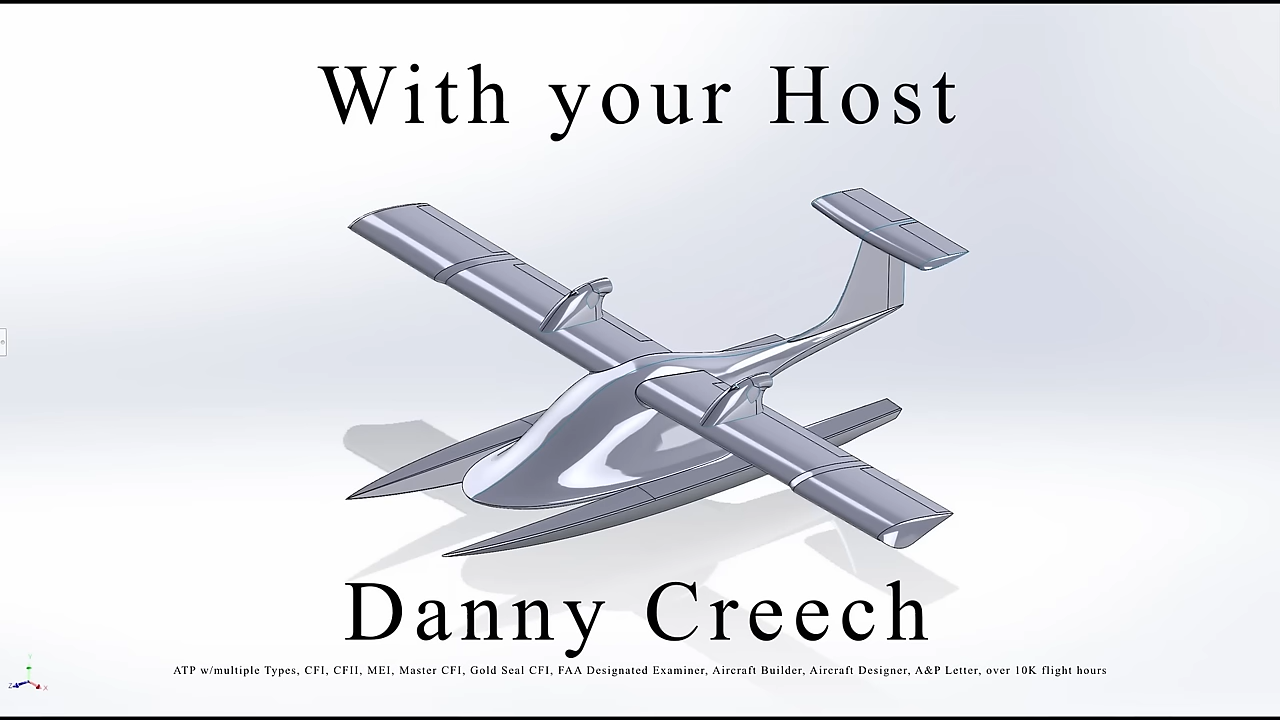 With your Host
Danny Creech
ATP w/multiple Types, CFI, CFII, MEI, Master CFI, Gold Seal CFI, FAA Designated Examiner, Aircraft Builder, Aircraft Designer, A&P Letter, over 10K flight hours
Y
Z X